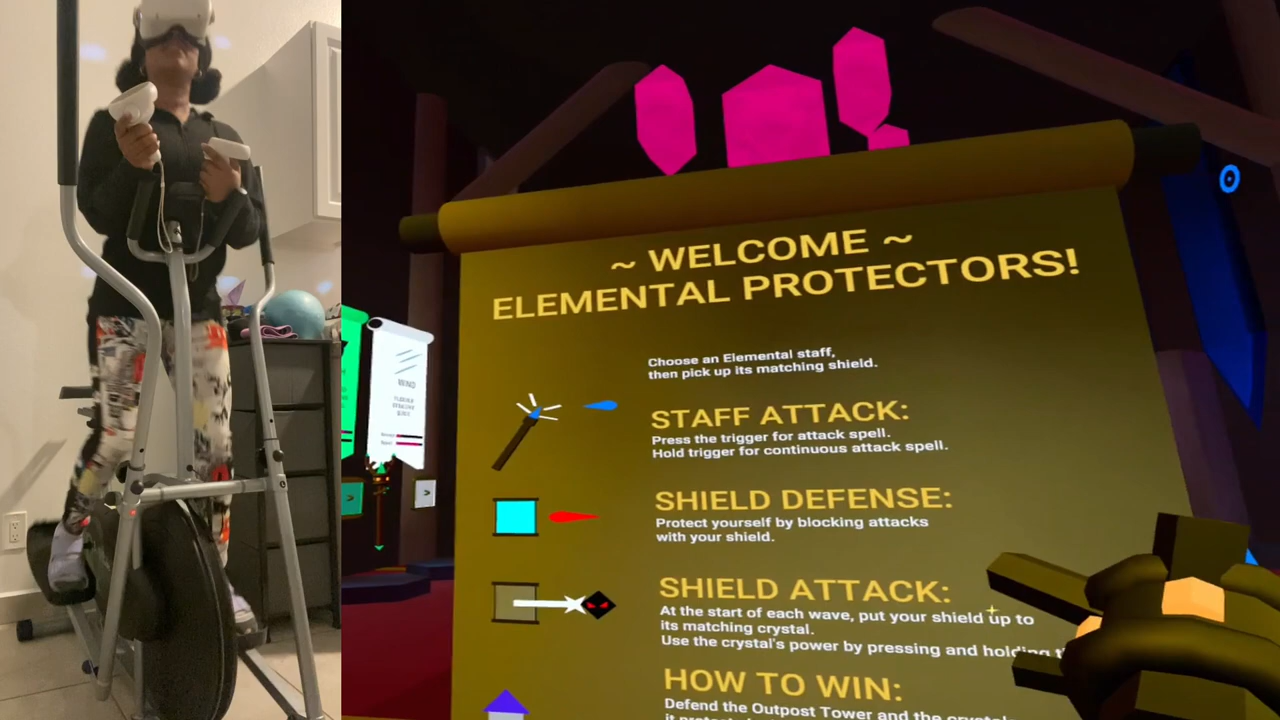 ~ WELCOME ~
ELEMENTAL PROTECTORS!
Choose an Elemental staff,
then pick up its matching shield.
STAFF ATTACK:
Press the trigger for attack spell.
Hold trigger for continuous attack spell.
SHIELD DEFENSE:
Protect yourself by blocking attacks
with your shield.
SHIELD ATTACK:
At the start of each wave, put your shield up to
its matching crystal.
Use the crystal's power by pressing and holding
HOW TO WIN:
Defend the Outpost Tower and the crystals
WIND